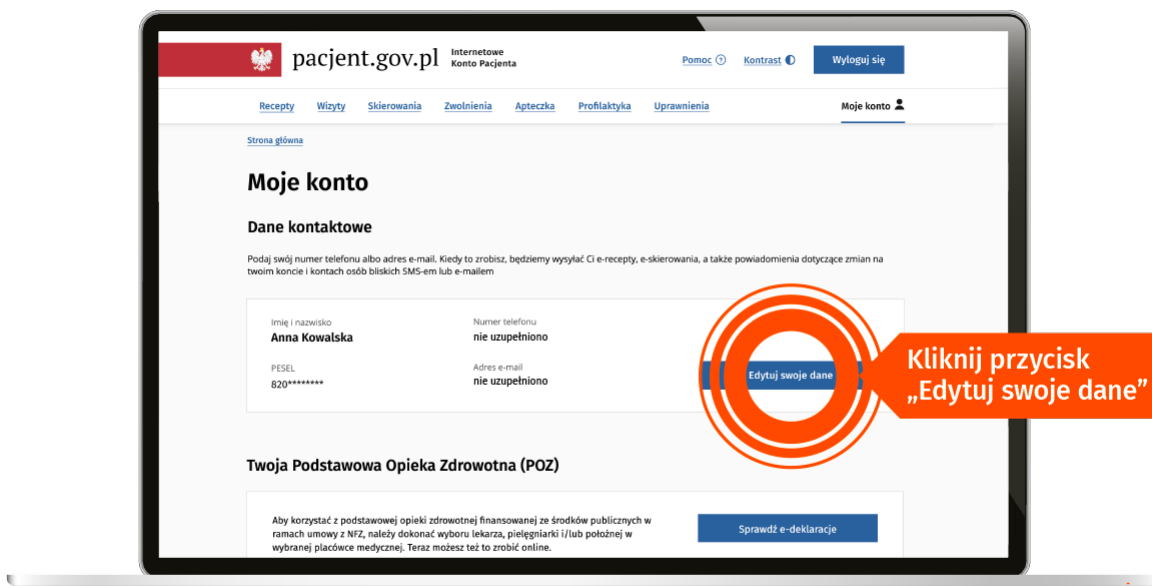 pacjent.gov.pl
Internetowe
Konto Pacjenta
Pomoc
Kontrast
Wyloguj się
Recepty Wizyty Skierowania Zwolnienia Apteczka Profilaktyka Uprawnienia Moje konto
Strona główna
Moje konto
Dane kontaktowe
Podaj swój numer telefonu albo adres e-mail. Kiedy to zrobisz, będziemy wysyłać Ci e-recepty, e-skierowania, a także powiadomienia dotyczące zmian na
twoim koncie i kontach osób bliskich SMS-em lub e-mailem
Imię i nazwisko
Anna Kowalska
Numer telefonu
nie uzupełniono
PESEL
820********
Adres e-mail
nie uzupełniono
Edytuj swoje dane
Kliknij przycisk
„Edytuj swoje dane”
Twoja Podstawowa Opieka Zdrowotna (POZ)
Aby korzystać z podstawowej opieki zdrowotnej finansowanej ze środków publicznych w
ramach umowy z NFZ, należy dokonać wyboru lekarza, pielęgniarki i/lub położnej w
wybranej placówce medycznej. Teraz możesz też to zrobić online.
Sprawdź e-deklaracje